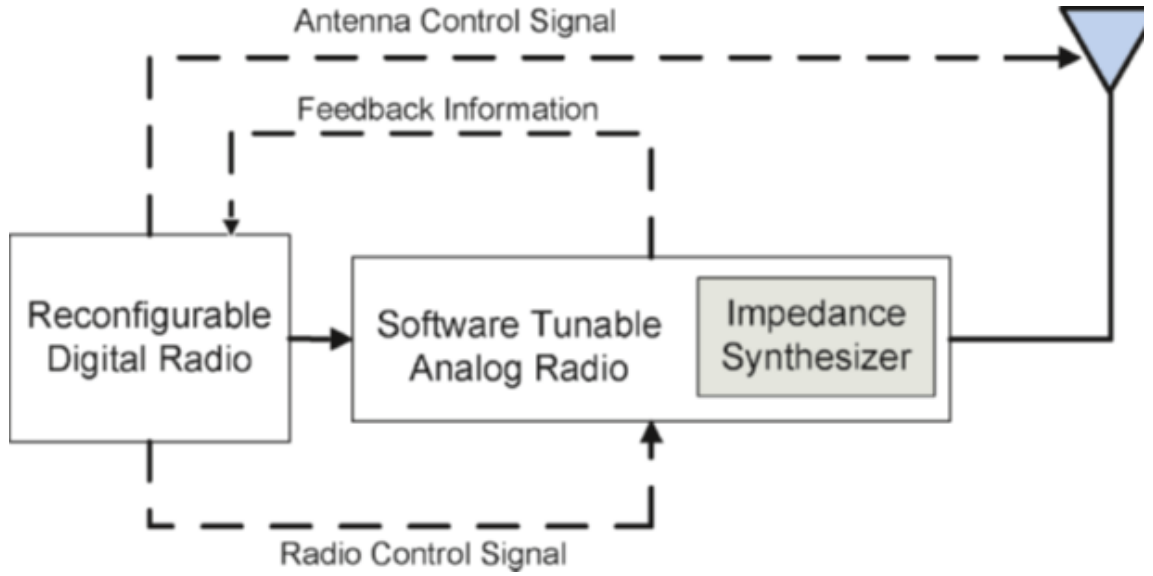 Antenna Control Signal
Feedback Information
Reconfigurable
Digital Radio
Software Tunable
Analog Radio
Impedance
Synthesizer
Radio Control Signal